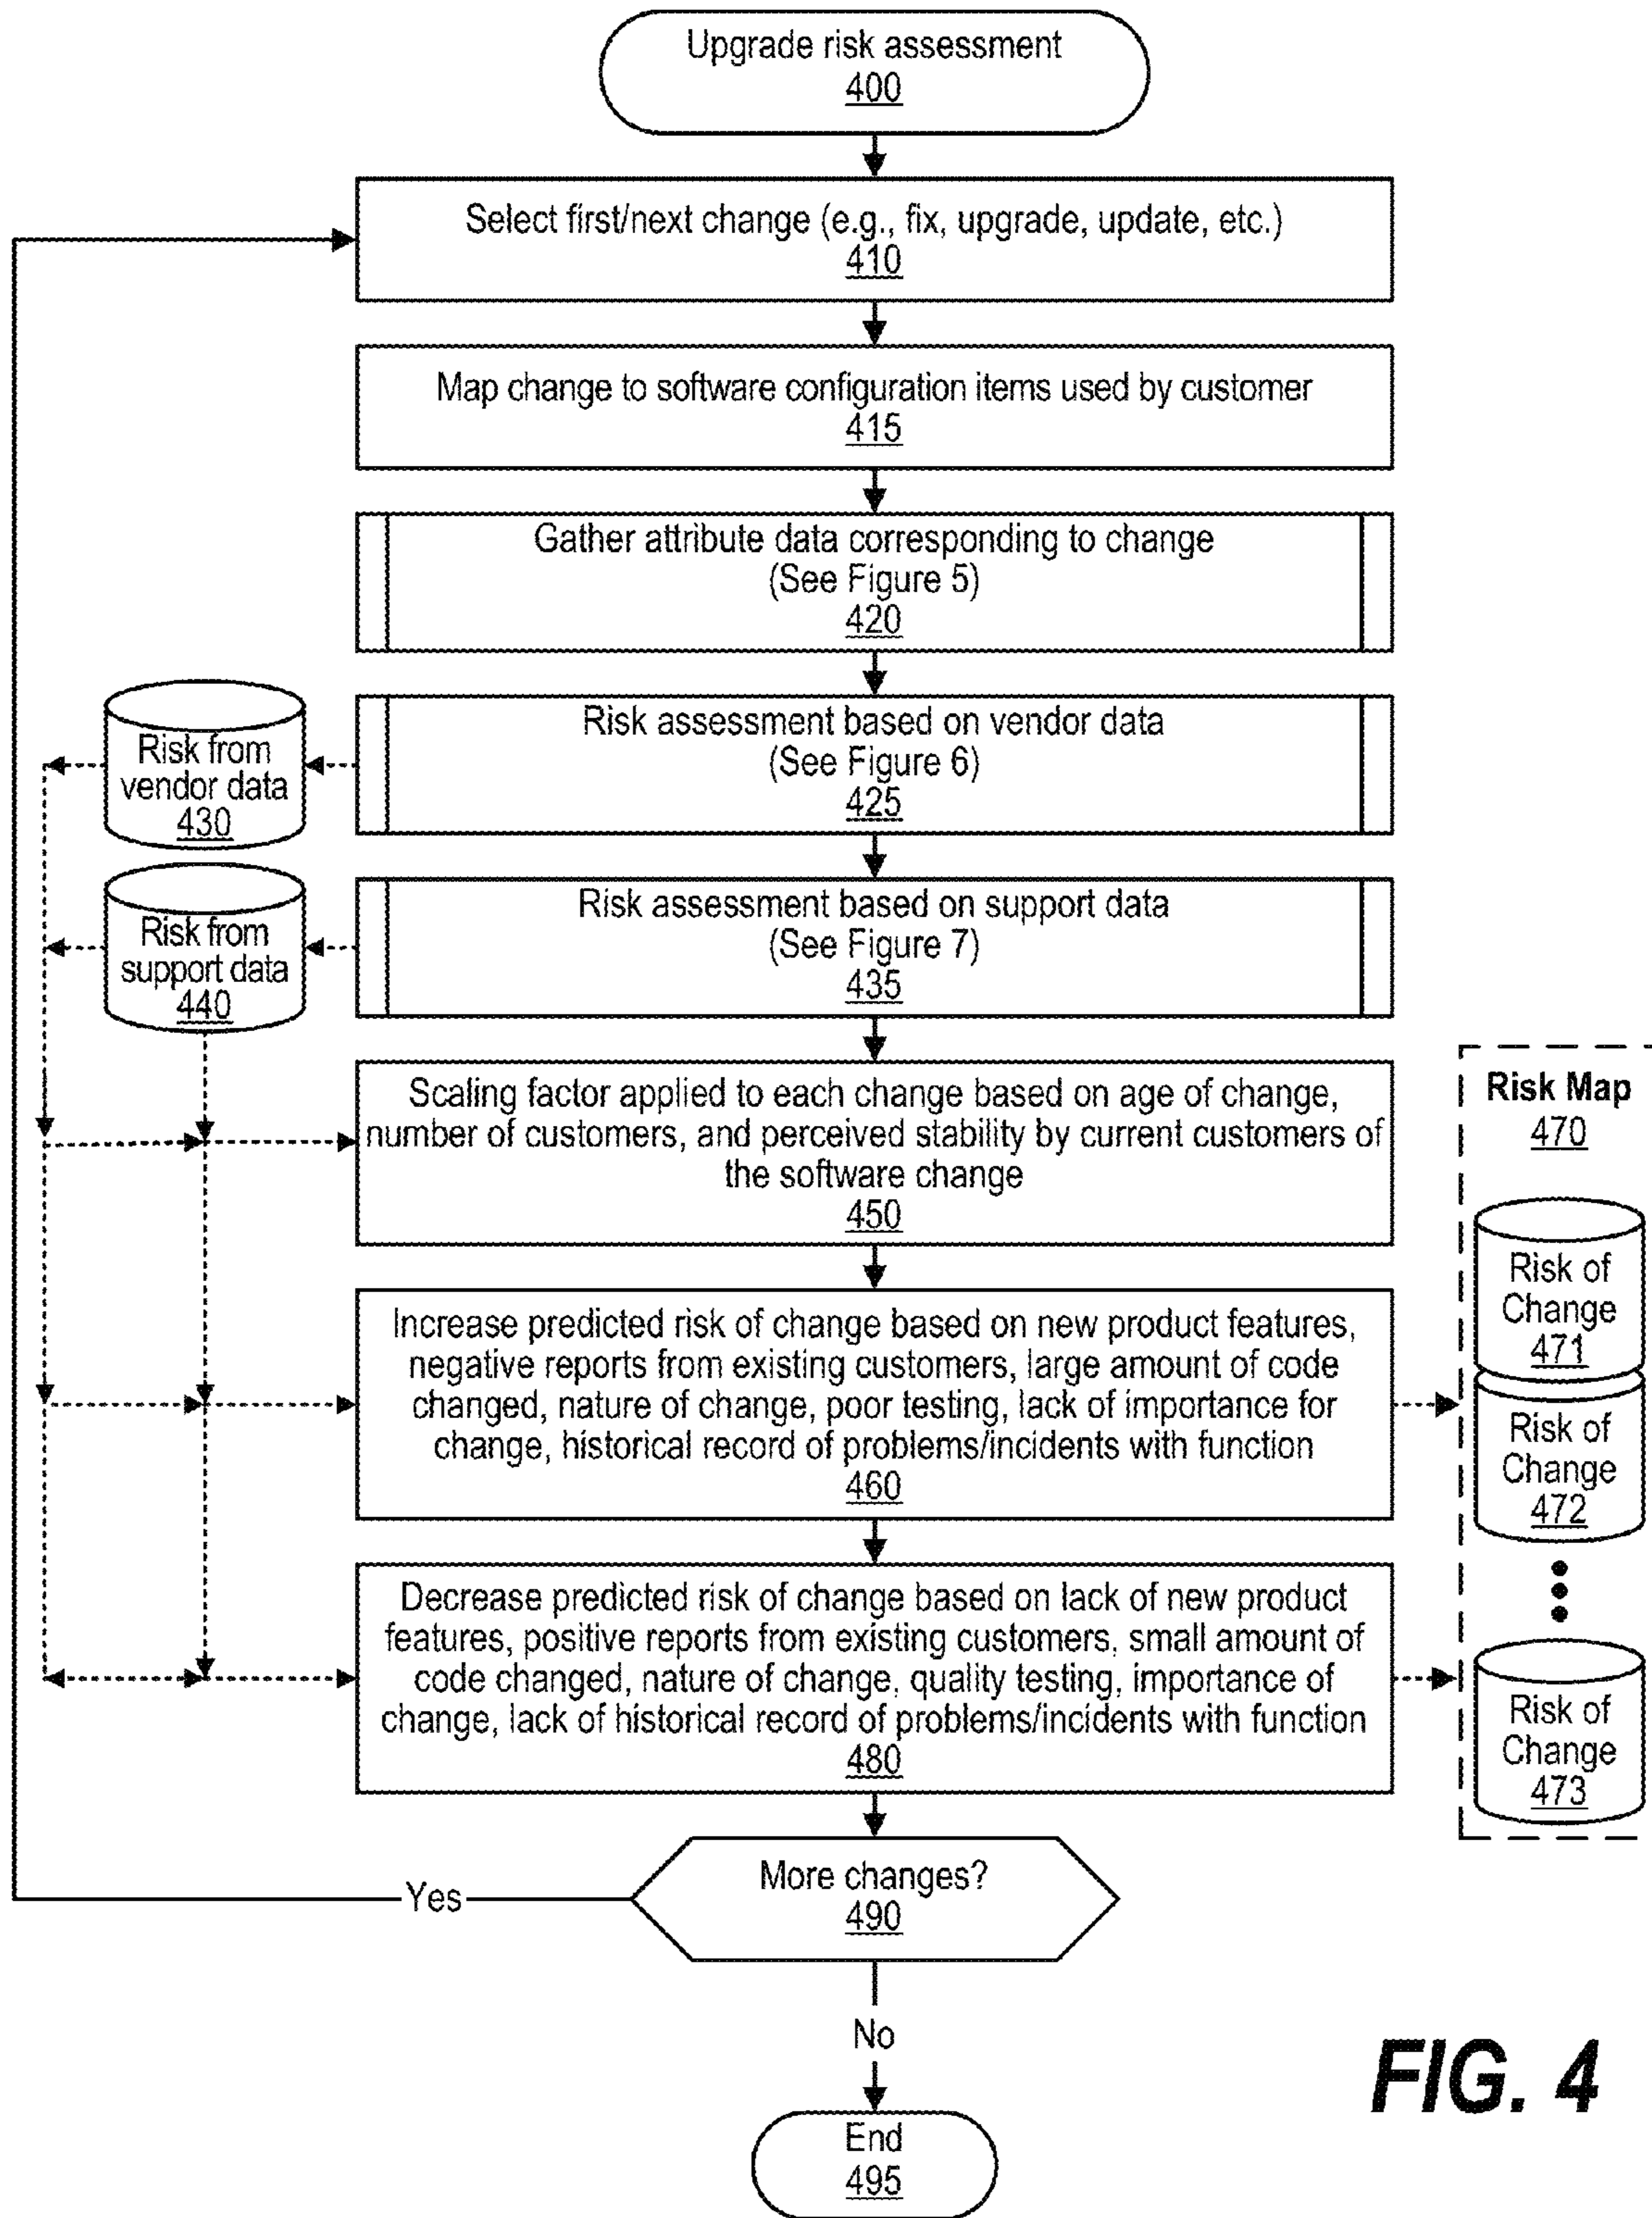 Upgrade risk assessment
400
Select first/next change (e.g., fix, upgrade, update, etc.)
410
Map change to software configuration items used by customer
415
Gather attribute data corresponding to change
(See Figure 5)
420
Risk from
vendor data
430
Risk assessment based on vendor data
(See Figure 6)
425
Risk from
support data
440
Risk assessment based on support data
(See Figure 7)
435
Scaling factor applied to each change based on age of change,
number of customers, and perceived stability by current customers of
the software change
450
Increase predicted risk of change based on new product features,
negative reports from existing customers, large amount of code
changed, nature of change, poor testing, lack of importance for
change, historical record of problems/incidents with function
460
Decrease predicted risk of change based on lack of new product
features, positive reports from existing customers, small amount of
code changed, nature of change, quality testing, importance of
change, lack of historical record of problems/incidents with function
480
Risk Map
470
Risk of
Change
471
Risk of
Change
472
Risk of
Change
473
More changes?
490
Yes
No
End
495
FIG. 4